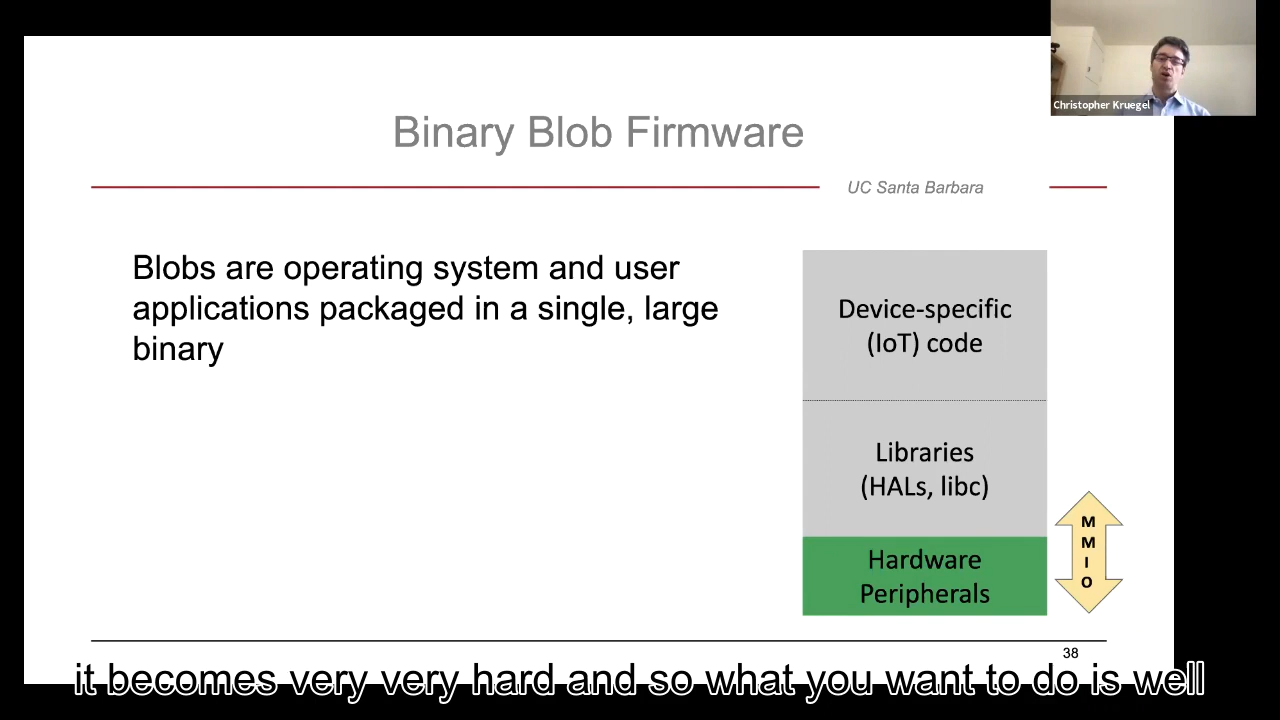 Christopher Kruegel
Binary Blob Firmware
UC Santa Barbara
Blobs are operating system and user
applications packaged in a single, large
binary
Device-specific
(IoT) code
Libraries
(HALs, libc)
Hardware
Peripherals
M
M
I
O
38
it becomes very very hard and so what you want to do is well